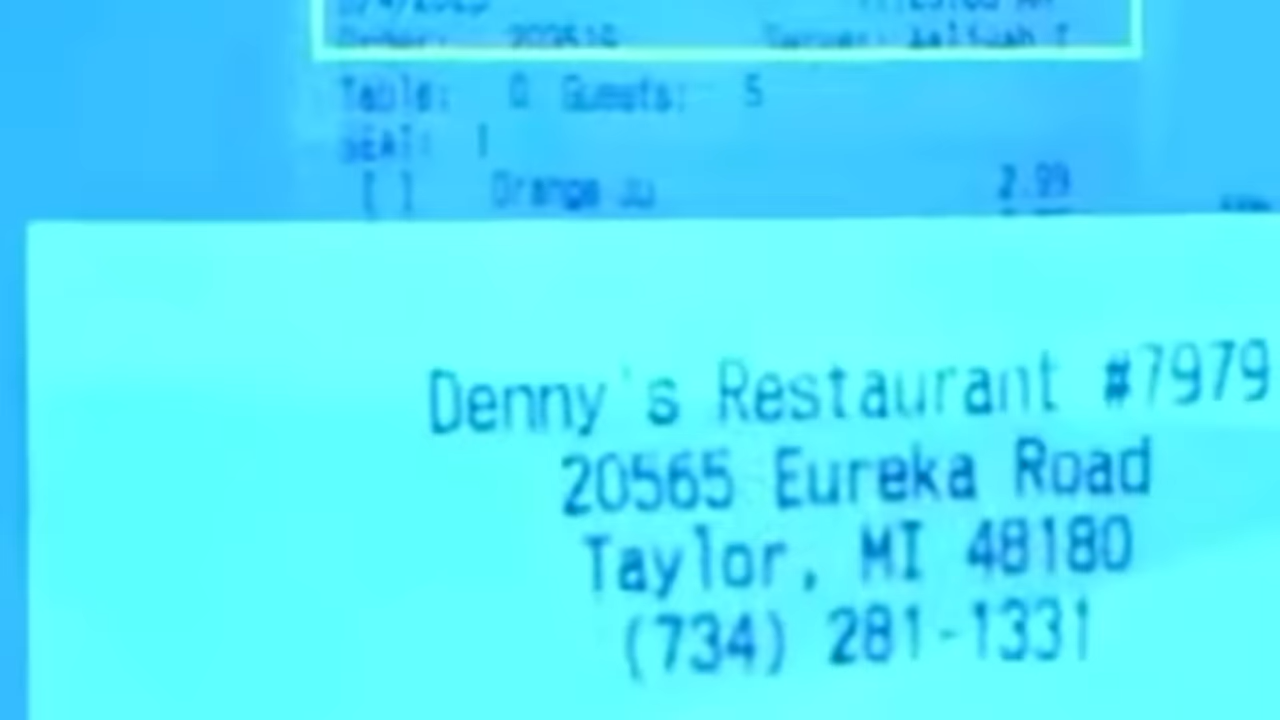 Table: 0 Guests: 5
SEAT: 1
[ ] Orange Ju 2.99
Denny's Restaurant #7979
20565 Eureka Road
Taylor, MI 48180
(734) 281-1331